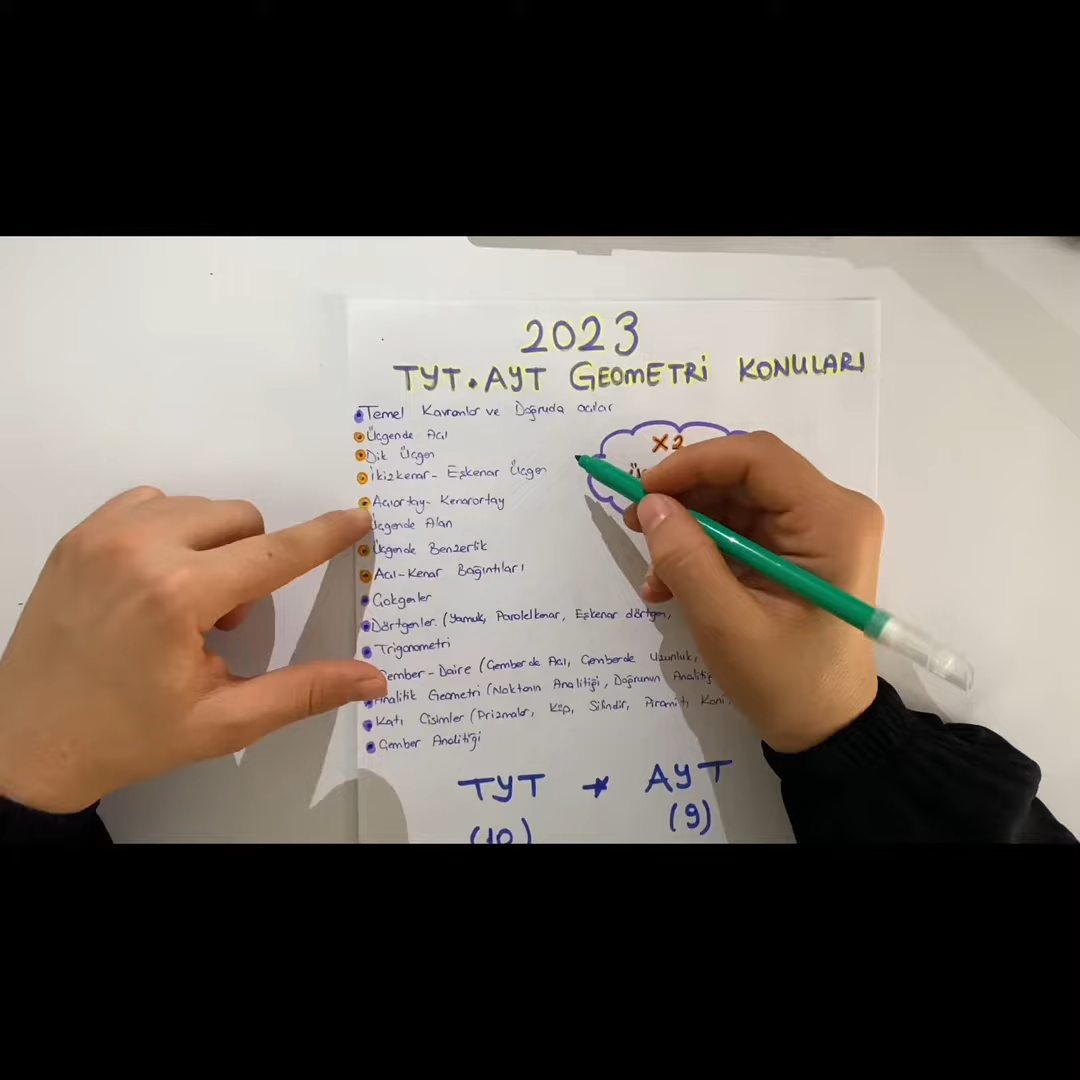 2023
TYT • AYT GEOMETRİ KONULARI
Temel Kavramlar ve Doğruda açılar
Üçgende Açı
Dik Üçgen
İkizkenar - Eşkenar Üçgen
Açıortay - Kenarortay
Üçgende Alan
Üçgende Benzerlik
Açı - Kenar Bağıntıları
Çokgenler
Dörtgenler. (Yamuk, Paralelkenar, Eşkenar dörtgen,
Trigonometri
Çember - Daire (Çemberde Açı, Çemberde Uzunluk,
Analitik Geometri (Noktanın Analitiği, Doğrunun
Katı Cisimler (Prizmalar, Küp, Silindir, Piramit, Koni,
Çember Analitiği
X2
TYT * AYT
(10) (9)